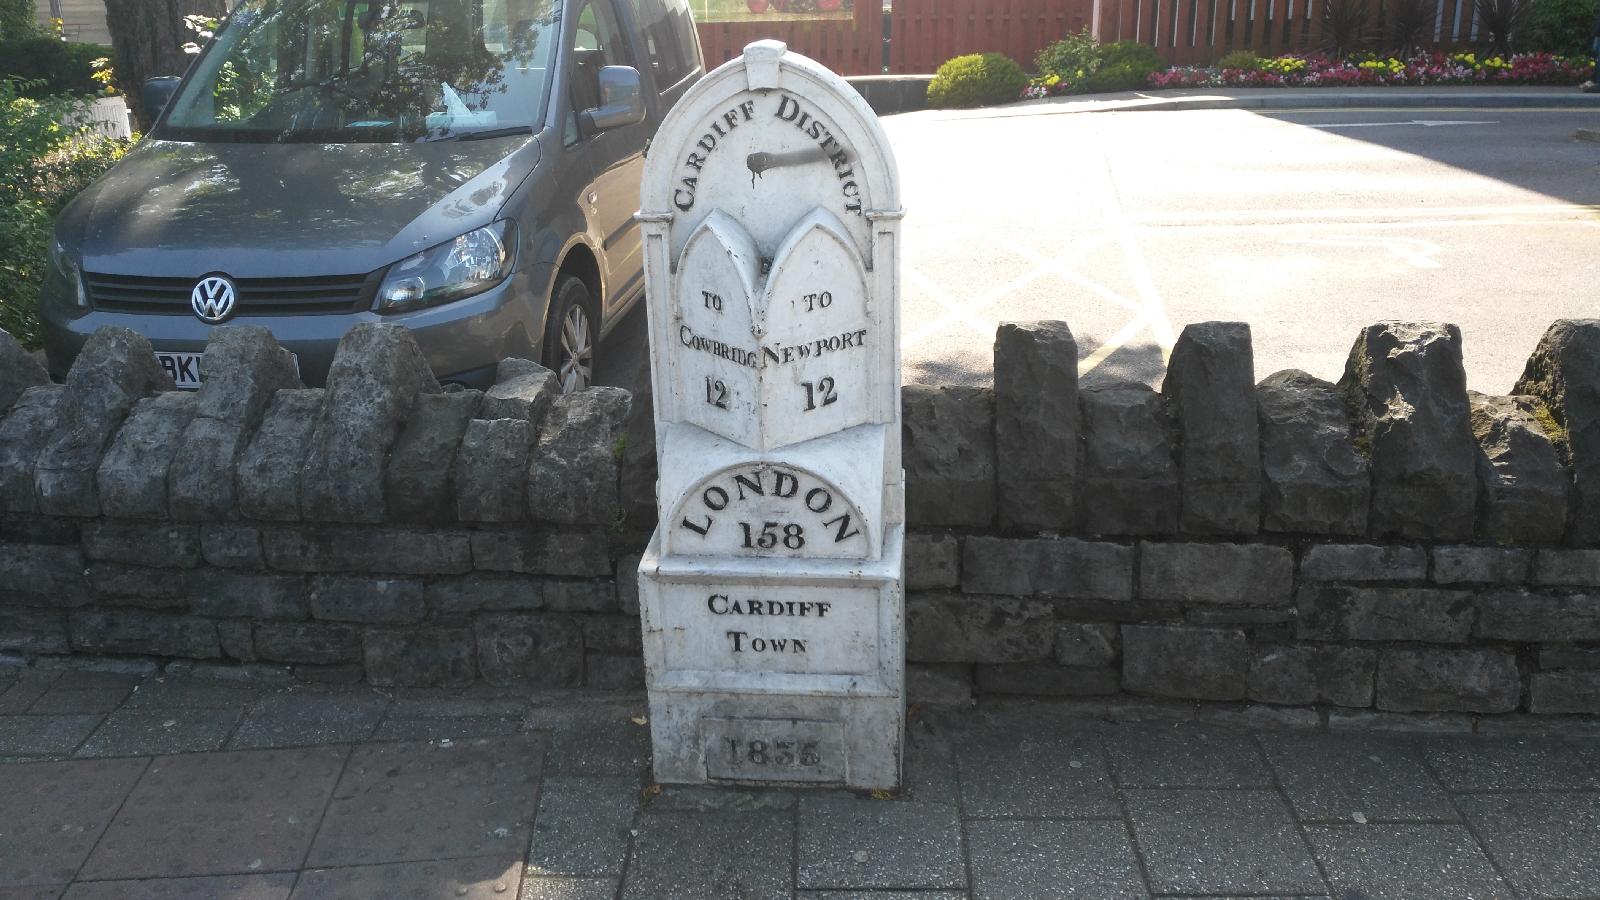 CARDIFF DISTRICT
TO
COWBRIDG
12
TO
NEWPORT
12
LONDON
158
CARDIFF
TOWN
1835